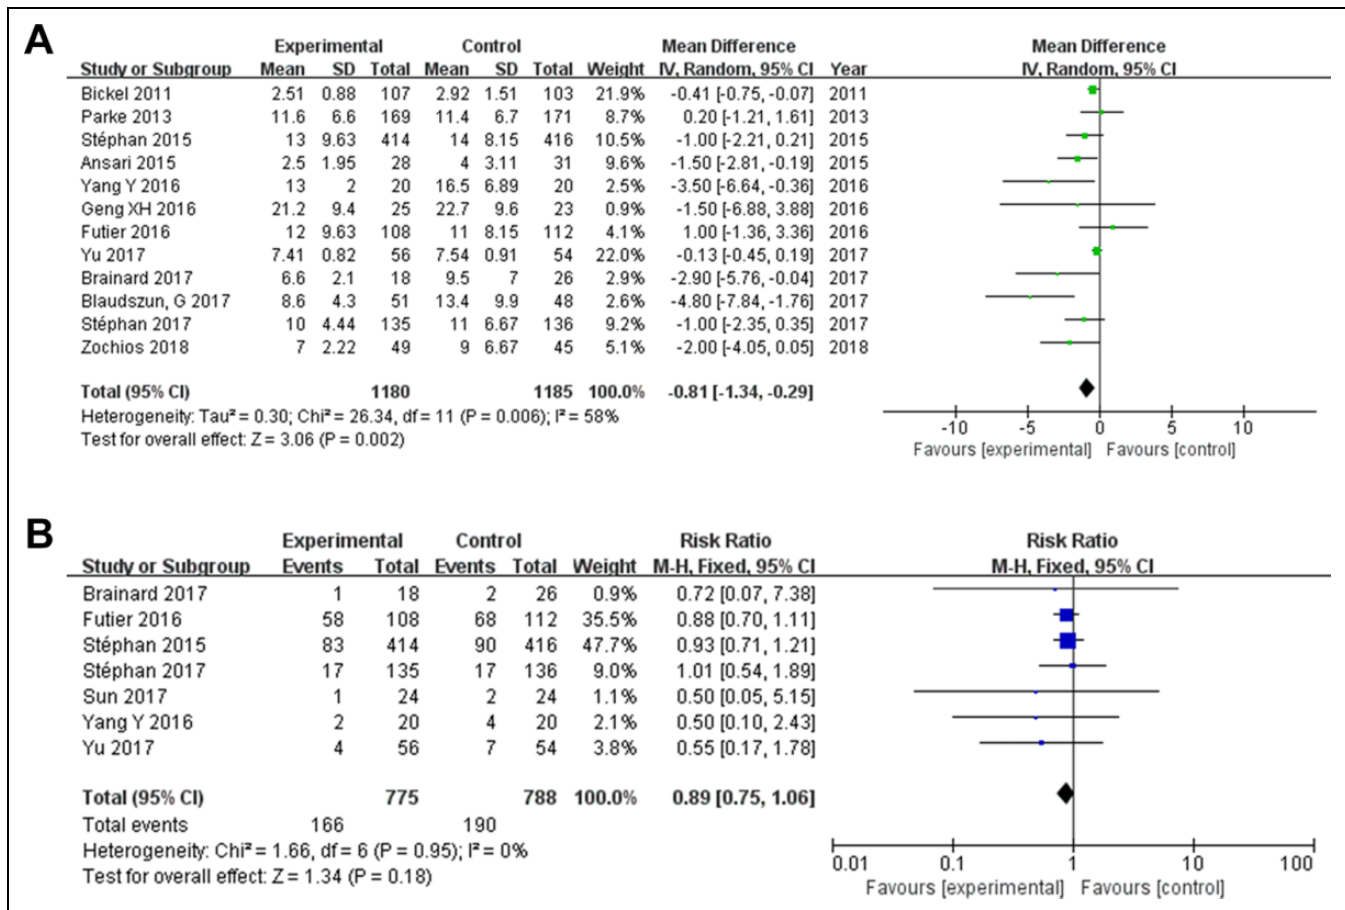 A
Experimental Control Mean Difference Mean Difference
Study or Subgroup Mean SD Total Mean SD Total Weight IV, Random, 95% CI Year IV, Random, 95% CI
Bickel 2011 2.51 0.88 107 2.92 1.51 103 21.9% -0.41 [-0.75, -0.07] 2011
Parke 2013 11.6 6.6 169 11.4 6.7 171 8.7% 0.20 [-1.21, 1.61] 2013
Stéphan 2015 13 9.63 414 14 8.15 416 10.5% -1.00 [-2.21, 0.21] 2015
Ansari 2015 2.5 1.95 28 4 3.11 31 9.6% -1.50 [-2.81, -0.19] 2015
Yang Y 2016 13 2 20 16.5 6.89 20 2.5% -3.50 [-6.64, -0.36] 2016
Geng XH 2016 21.2 9.4 25 22.7 9.6 23 0.9% -1.50 [-6.88, 3.88] 2016
Futier 2016 12 9.63 108 11 8.15 112 4.1% 1.00 [-1.36, 3.36] 2016
Yu 2017 7.41 0.82 56 7.54 0.91 54 22.0% -0.13 [-0.45, 0.19] 2017
Brainard 2017 6.6 2.1 18 9.5 7 26 2.9% -2.90 [-5.76, -0.04] 2017
Blaudszun, G 2017 8.6 4.3 51 13.4 9.9 48 2.6% -4.80 [-7.84, -1.76] 2017
Stéphan 2017 10 4.44 135 11 6.67 136 9.2% -1.00 [-2.35, 0.35] 2017
Zochios 2018 7 2.22 49 9 6.67 45 5.1% -2.00 [-4.05, 0.05] 2018
Total (95% CI) 1180 1185 100.0% -0.81 [-1.34, -0.29]
Heterogeneity: Tau² = 0.30; Chi² = 26.34, df = 11 (P = 0.006); I² = 58%
Test for overall effect: Z = 3.06 (P = 0.002)
-10 -5 0 5 10
Favours [experimental] Favours [control]
B
Experimental Control Risk Ratio Risk Ratio
Study or Subgroup Events Total Events Total Weight M-H, Fixed, 95% CI M-H, Fixed, 95% CI
Brainard 2017 1 18 2 26 0.9% 0.72 [0.07, 7.38]
Futier 2016 58 108 68 112 35.5% 0.88 [0.70, 1.11]
Stéphan 2015 83 414 90 416 47.7% 0.93 [0.71, 1.21]
Stéphan 2017 17 135 17 136 9.0% 1.01 [0.54, 1.89]
Sun 2017 1 24 2 24 1.1% 0.50 [0.05, 5.15]
Yang Y 2016 2 20 4 20 2.1% 0.50 [0.10, 2.43]
Yu 2017 4 56 7 54 3.8% 0.55 [0.17, 1.78]
Total (95% CI) 775 788 100.0% 0.89 [0.75, 1.06]
Total events 166 190
Heterogeneity: Chi² = 1.66, df = 6 (P = 0.95); I² = 0%
Test for overall effect: Z = 1.34 (P = 0.18)
0.01 0.1 1 10 100
Favours [experimental] Favours [control]